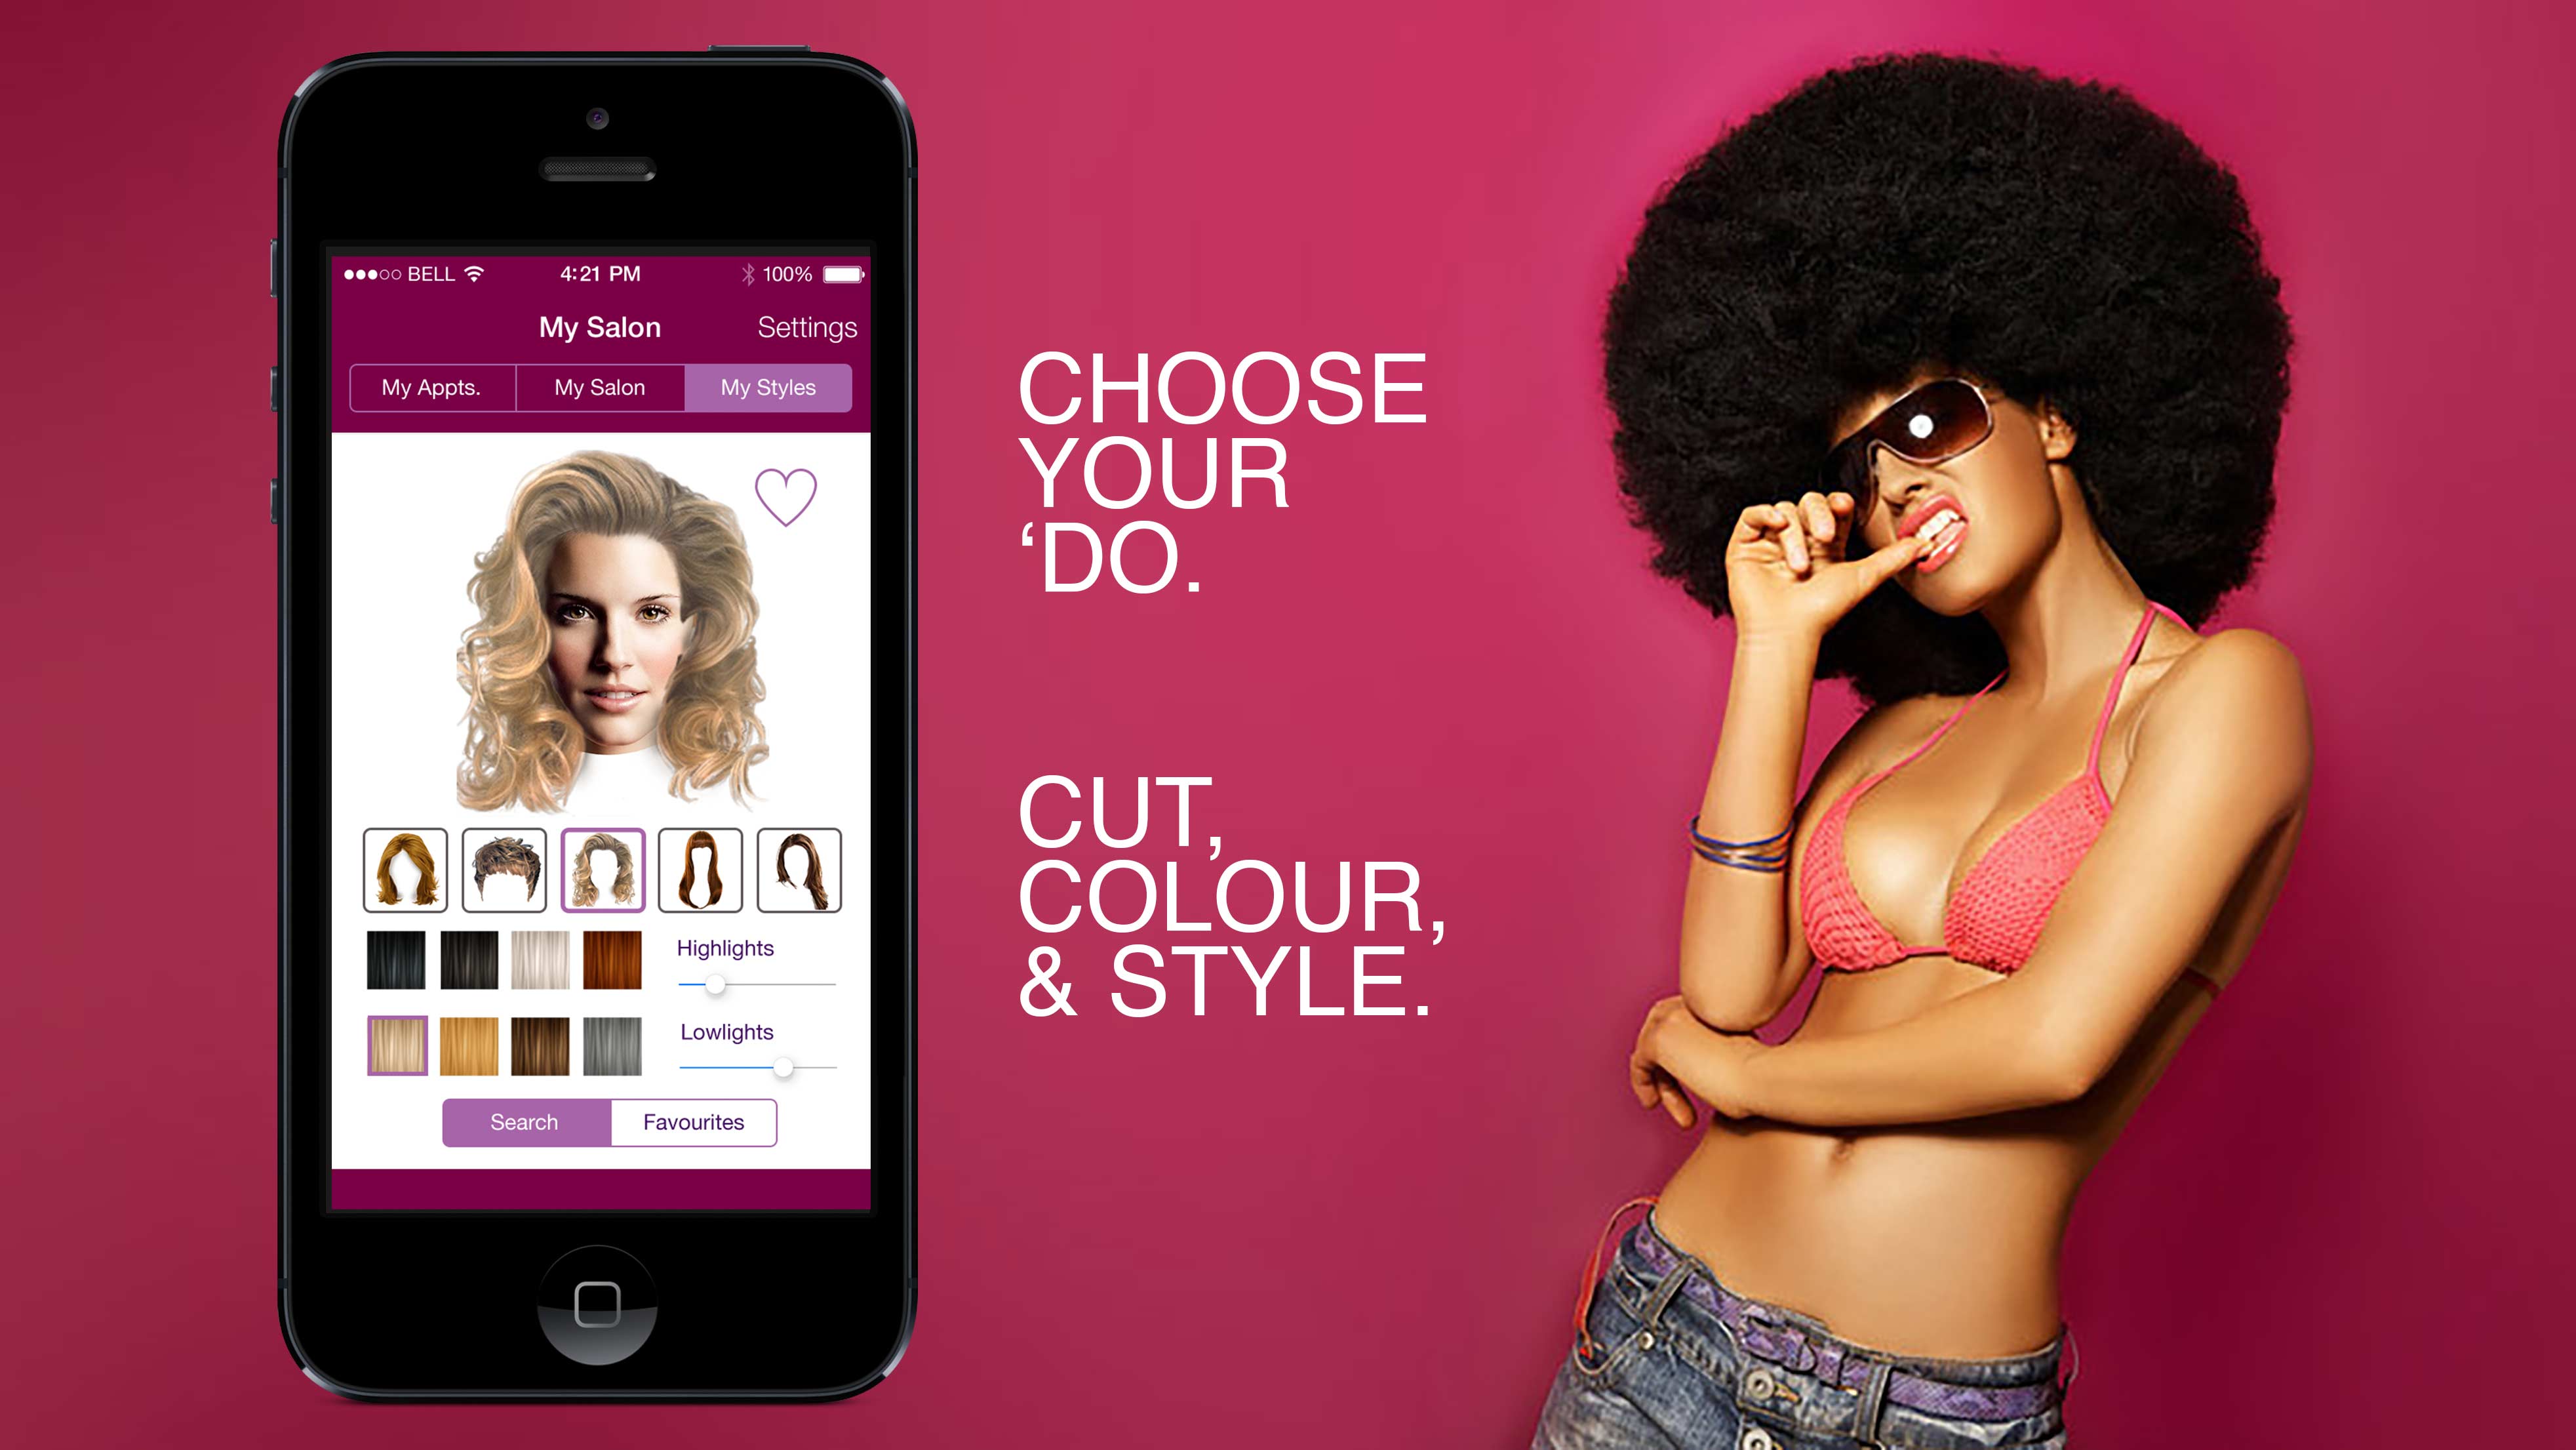 BELL 4:21 PM 100%
My Salon Settings
My Appts. My Salon My Styles
Highlights
Lowlights
Search Favourites
CHOOSE
YOUR
‘DO.
CUT,
COLOUR,
& STYLE.